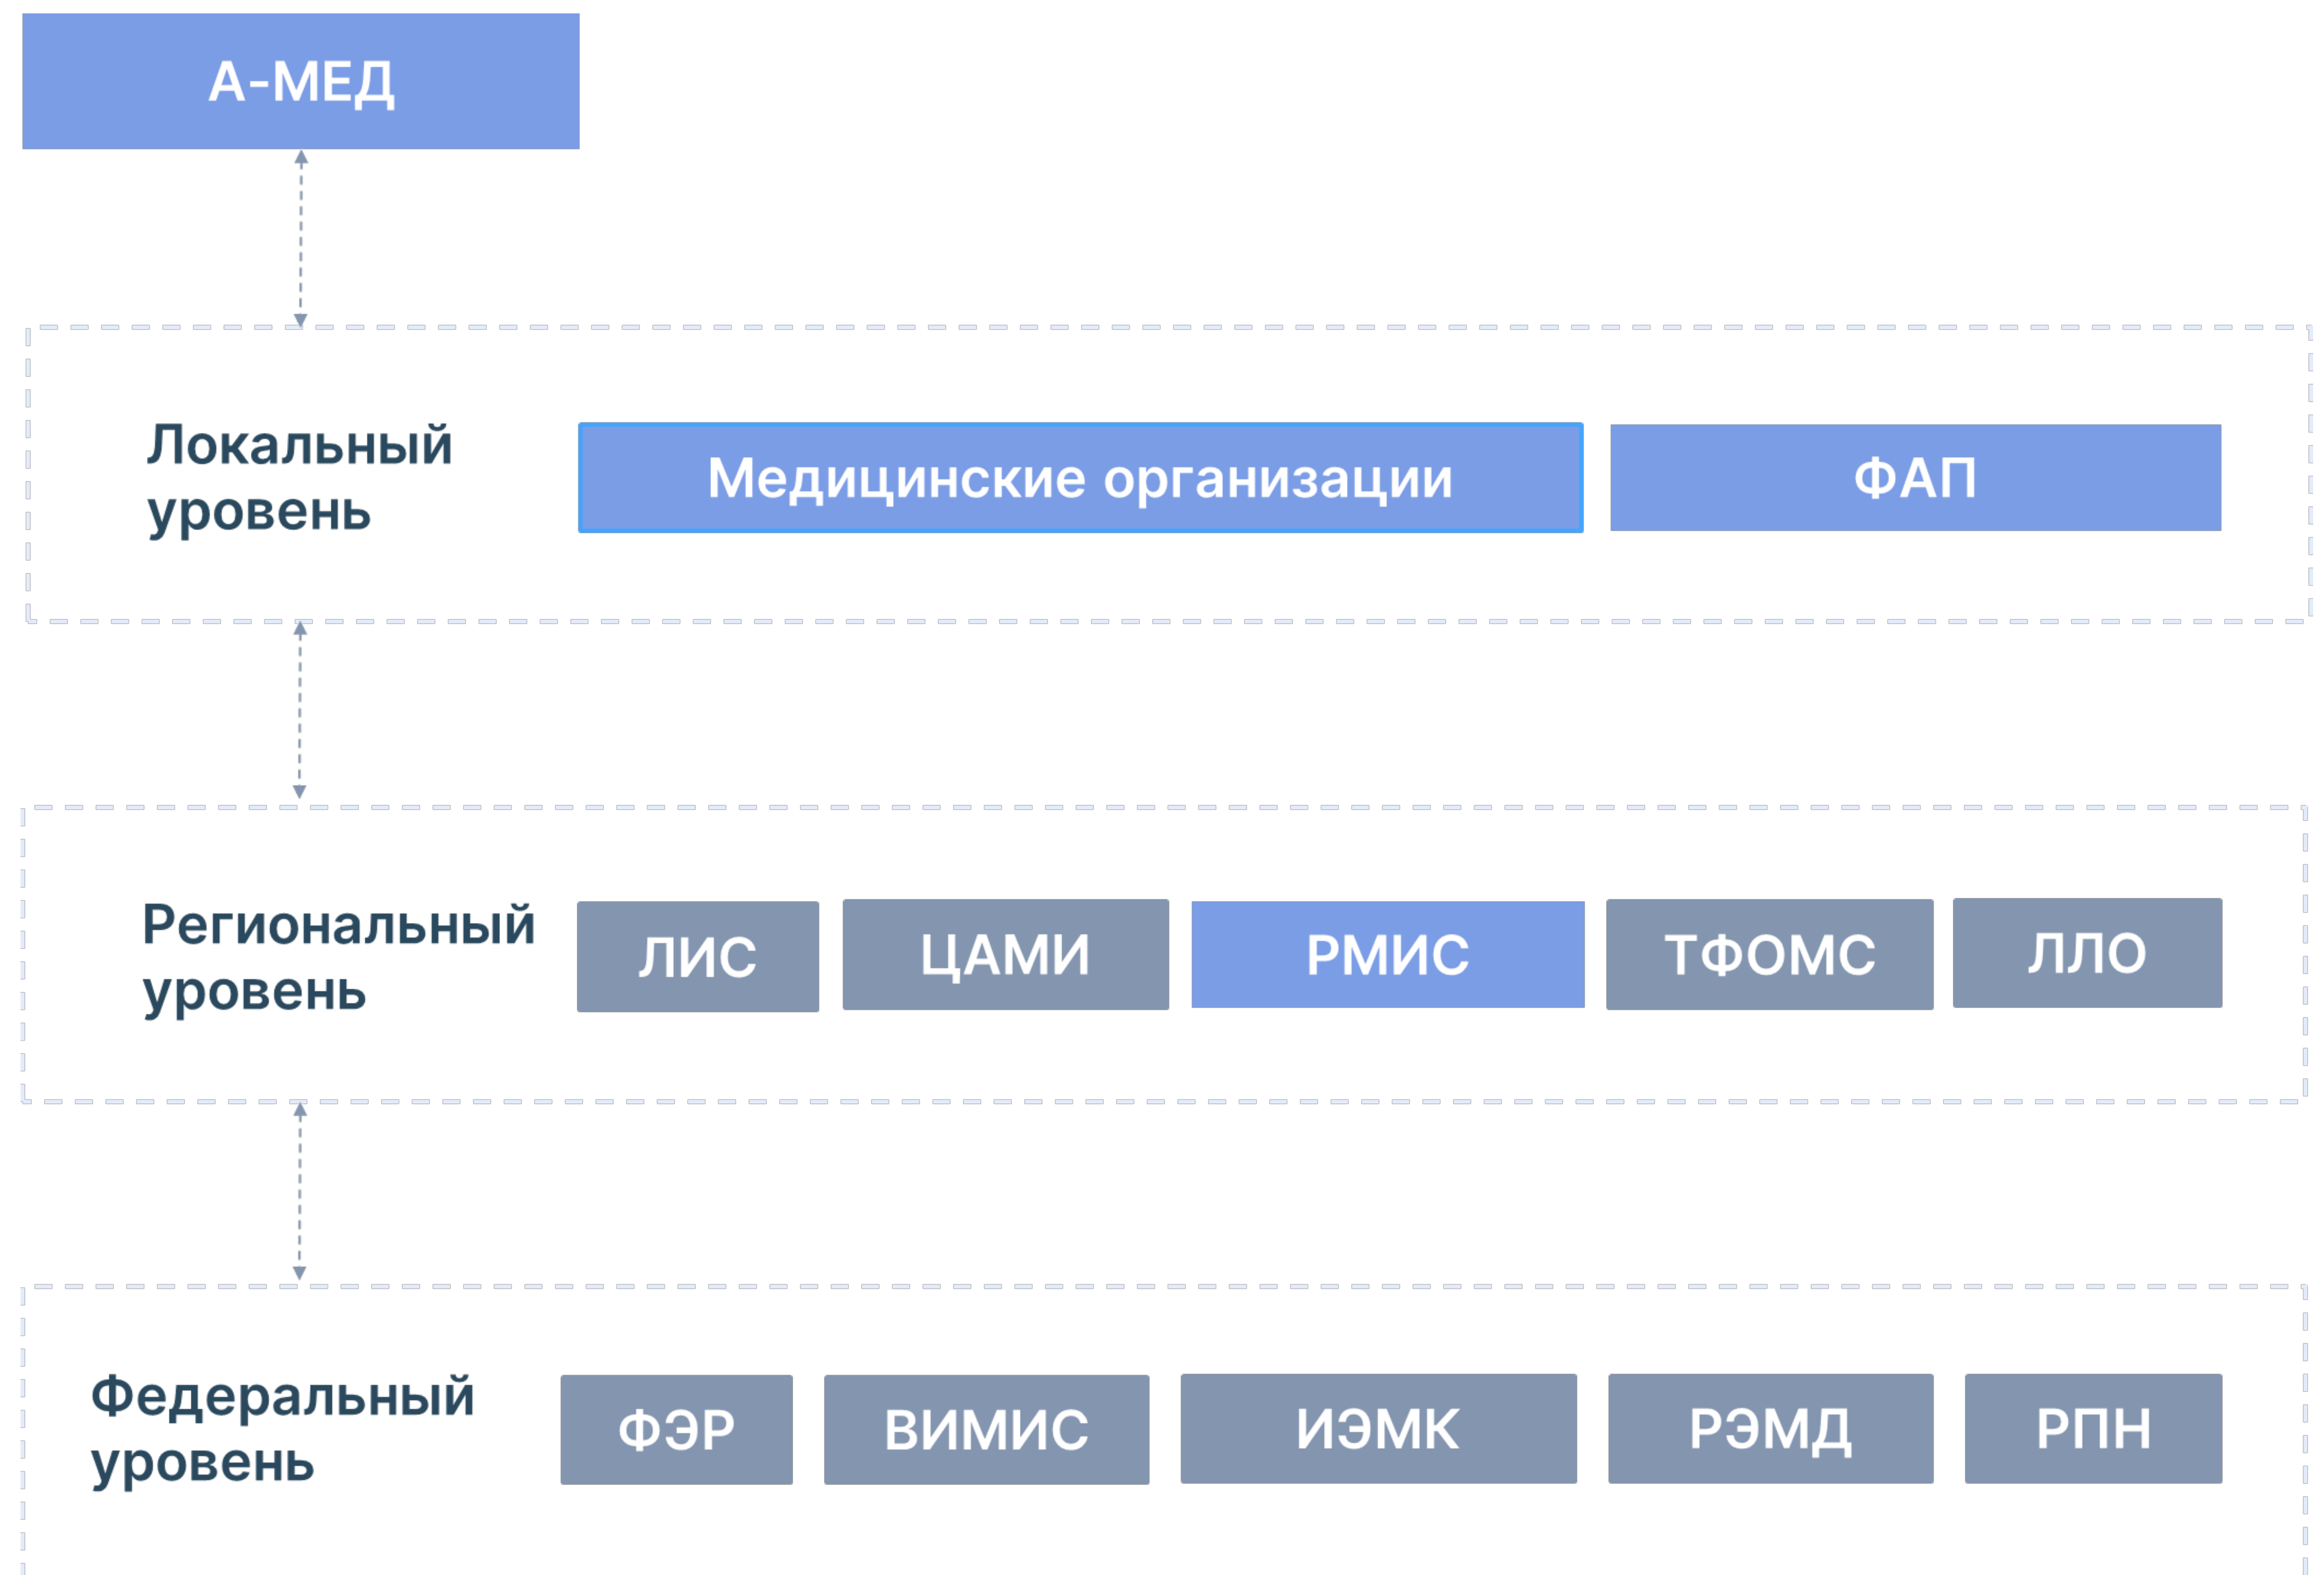 А-МЕД
Локальный
уровень
Медицинские организации
ФАП
Региональный
уровень
ЛИС
ЦАМИ
РМИС
ТФОМС
ЛЛО
Федеральный
уровень
ФЭР
ВИМИС
ИЭМК
РЭМД
РПН